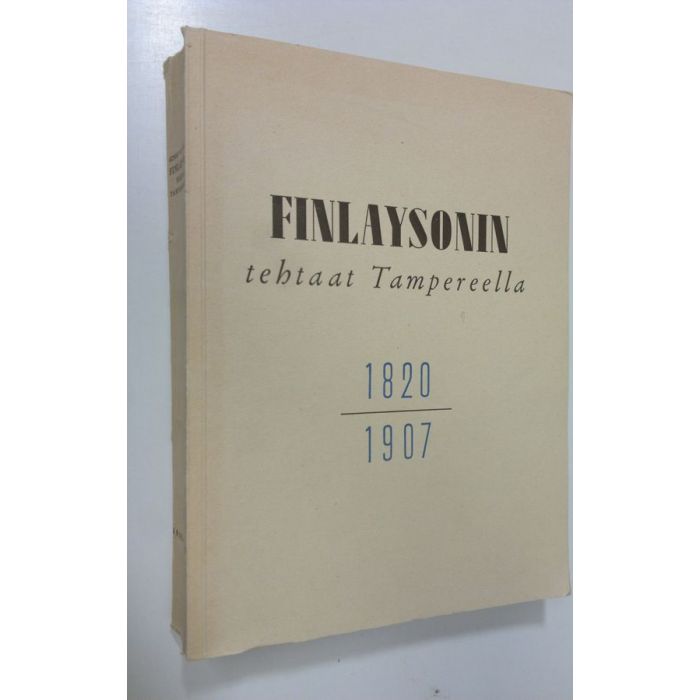 FINLAYSONIN
tehtaat Tampereella
1820
1907